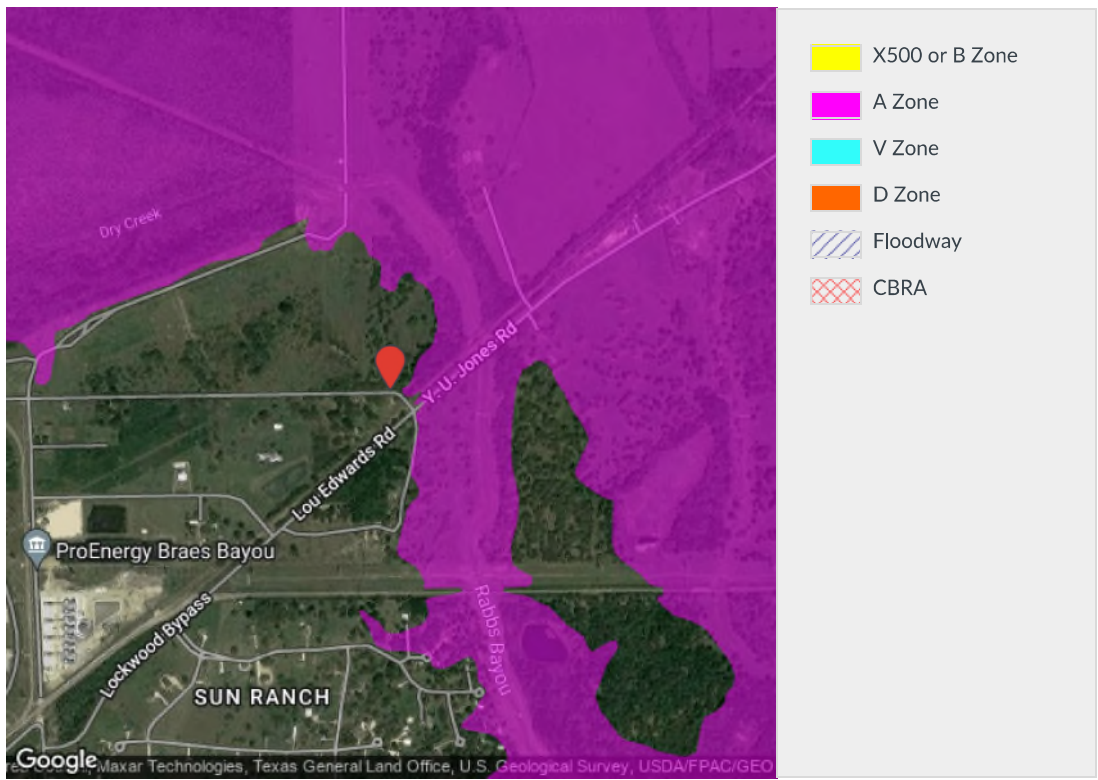 Dry Creek
Y. U. Jones Rd
Lou Edwards Rd
ProEnergy Braes Bayou
Lockwood Bypass
Rabbs Bayou
SUN RANCH
Google
Maxar Technologies, Texas General Land Office, U.S. Geological Survey, USDA/FPAC/GEO
X500 or B Zone
A Zone
V Zone
D Zone
Floodway
CBRA